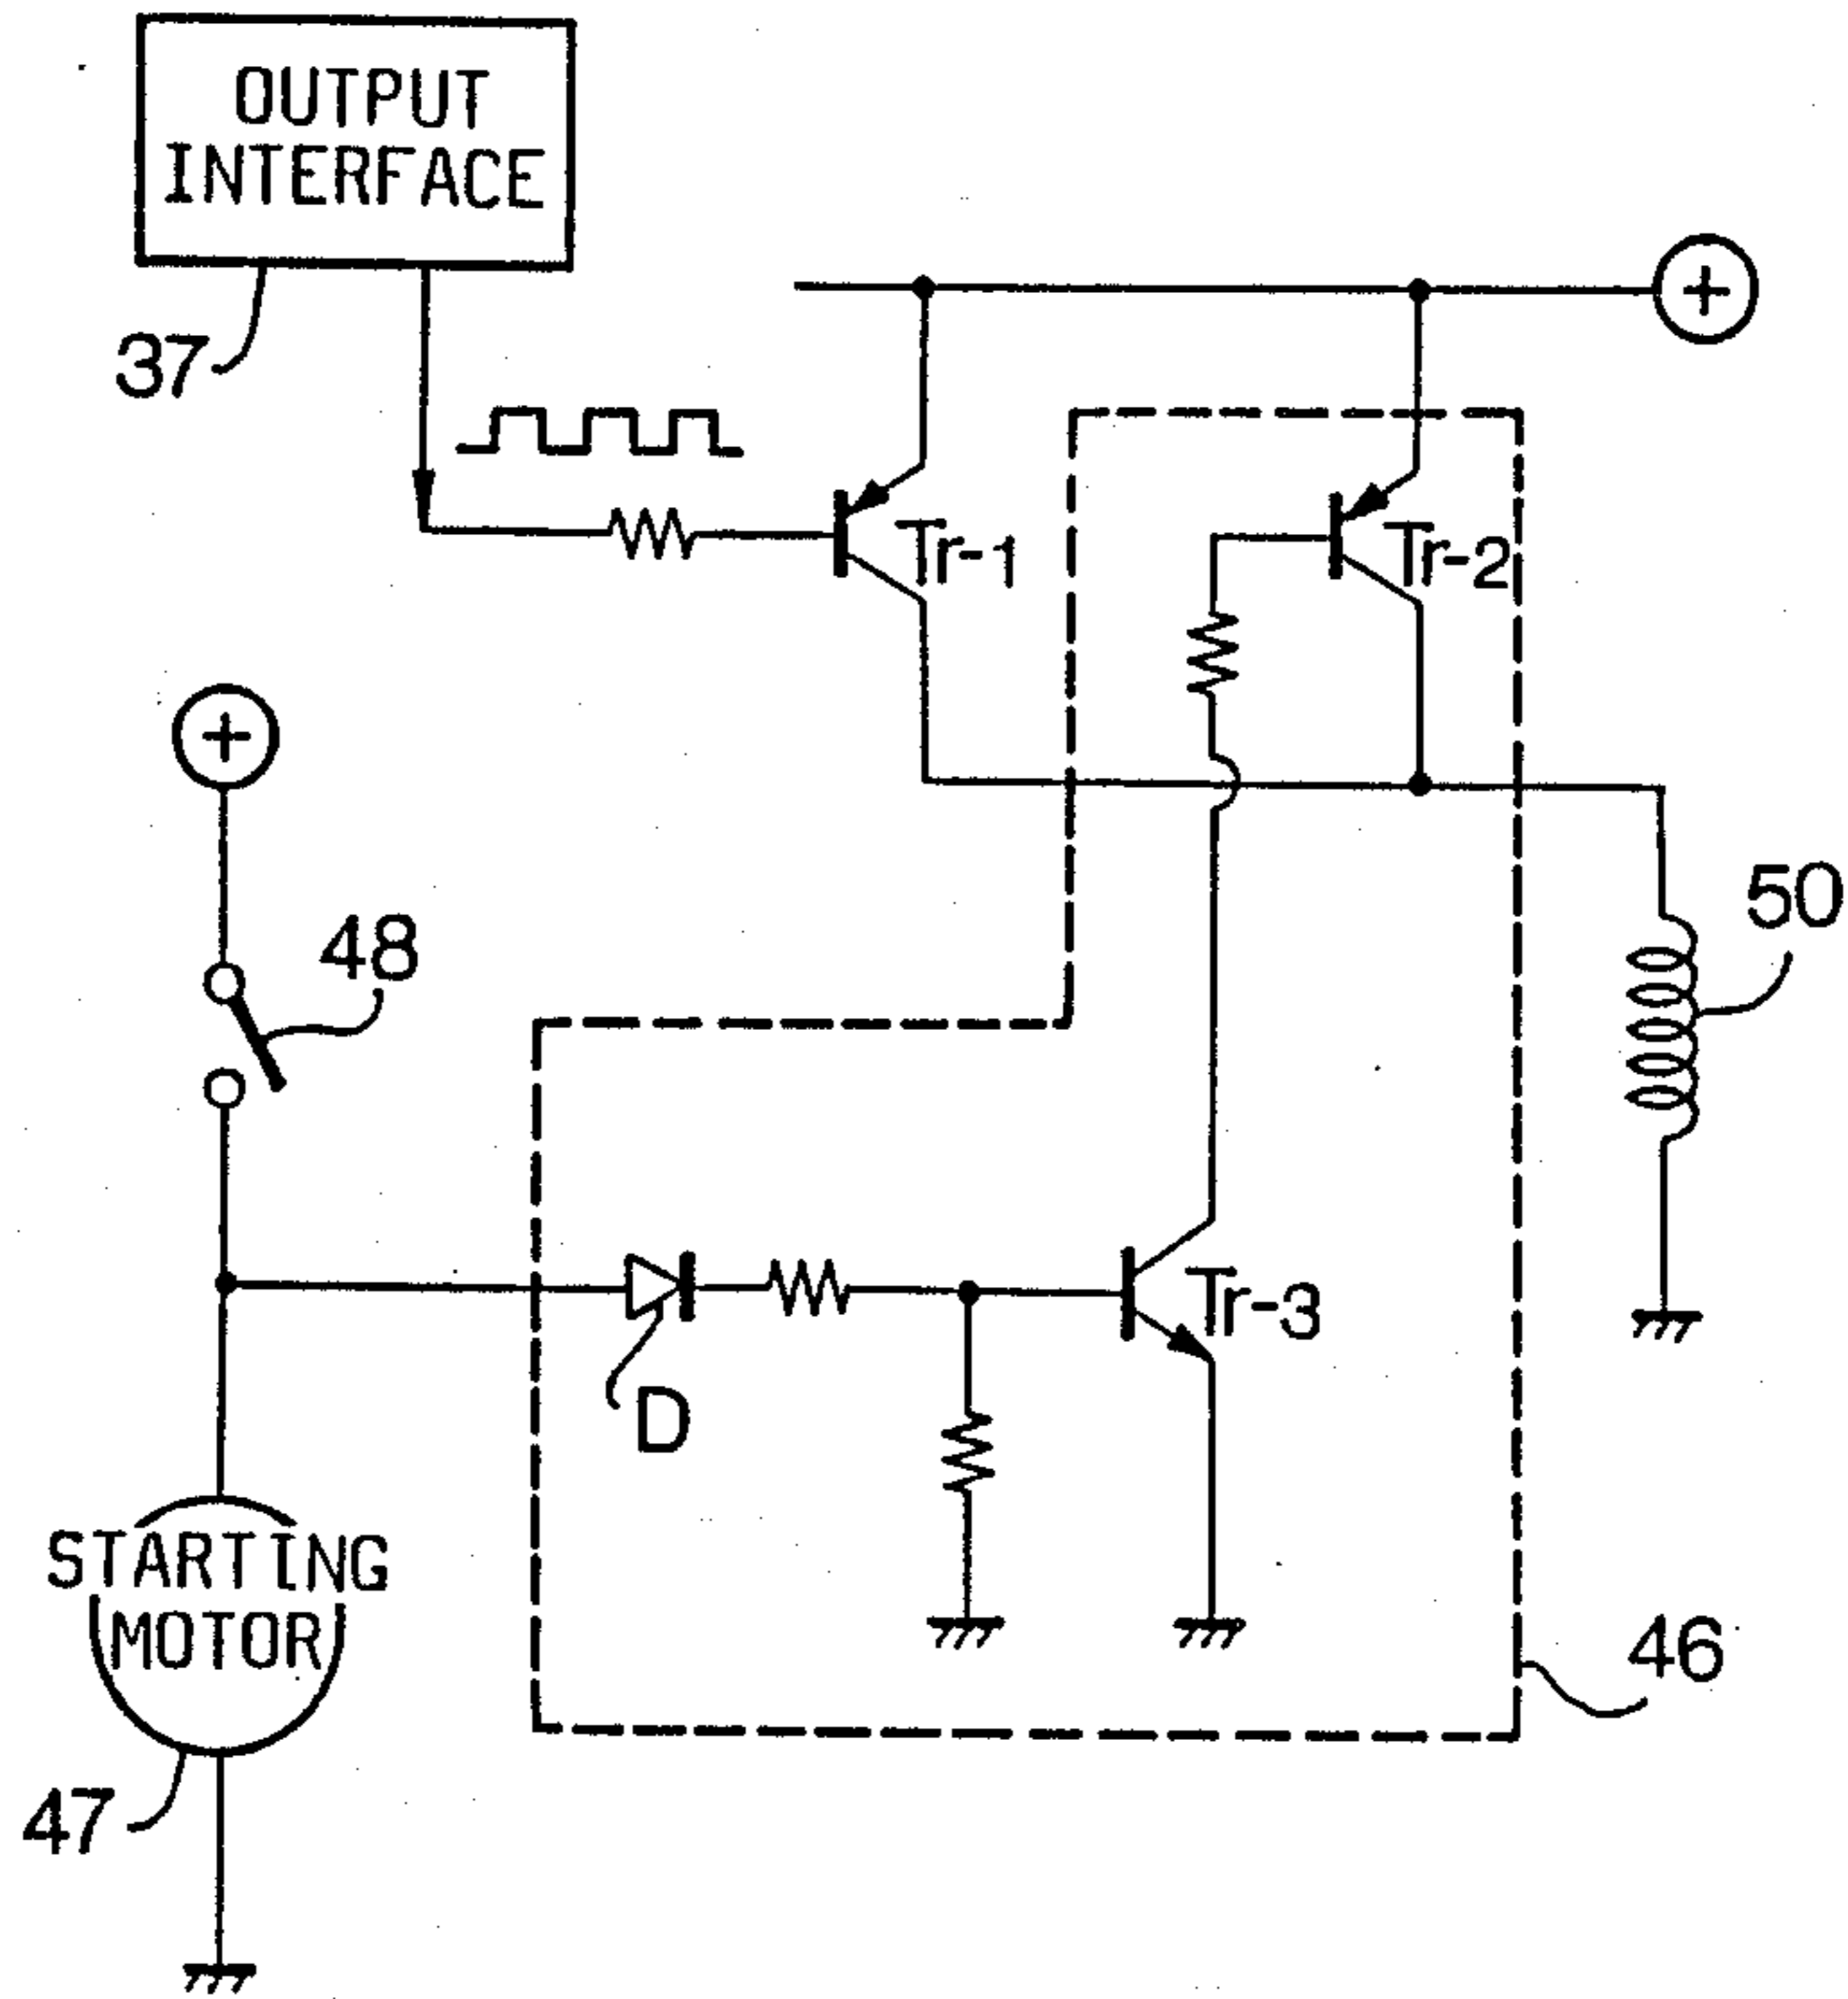 OUTPUT
INTERFACE
37
+
Tr-1
Tr-2
+
48
50
Tr-3
D
STARTING
MOTOR
46
47